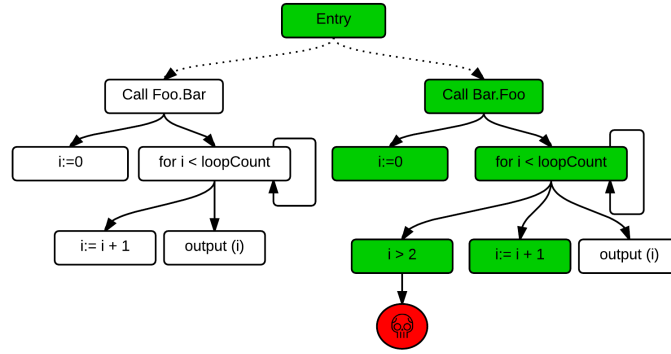 Entry
Call Foo.Bar
Call Bar.Foo
i:=0
for i < loopCount
i:=0
for i < loopCount
i:= i + 1
output (i)
i > 2
i:= i + 1
output (i)